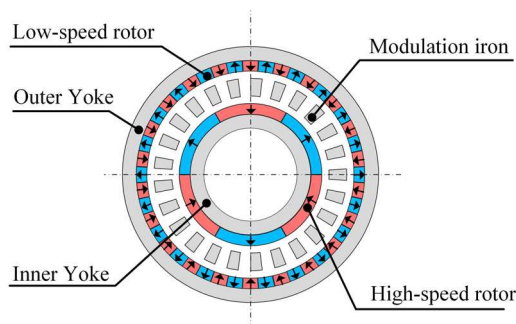 Low-speed rotor
Modulation iron
Outer Yoke
Inner Yoke
High-speed rotor